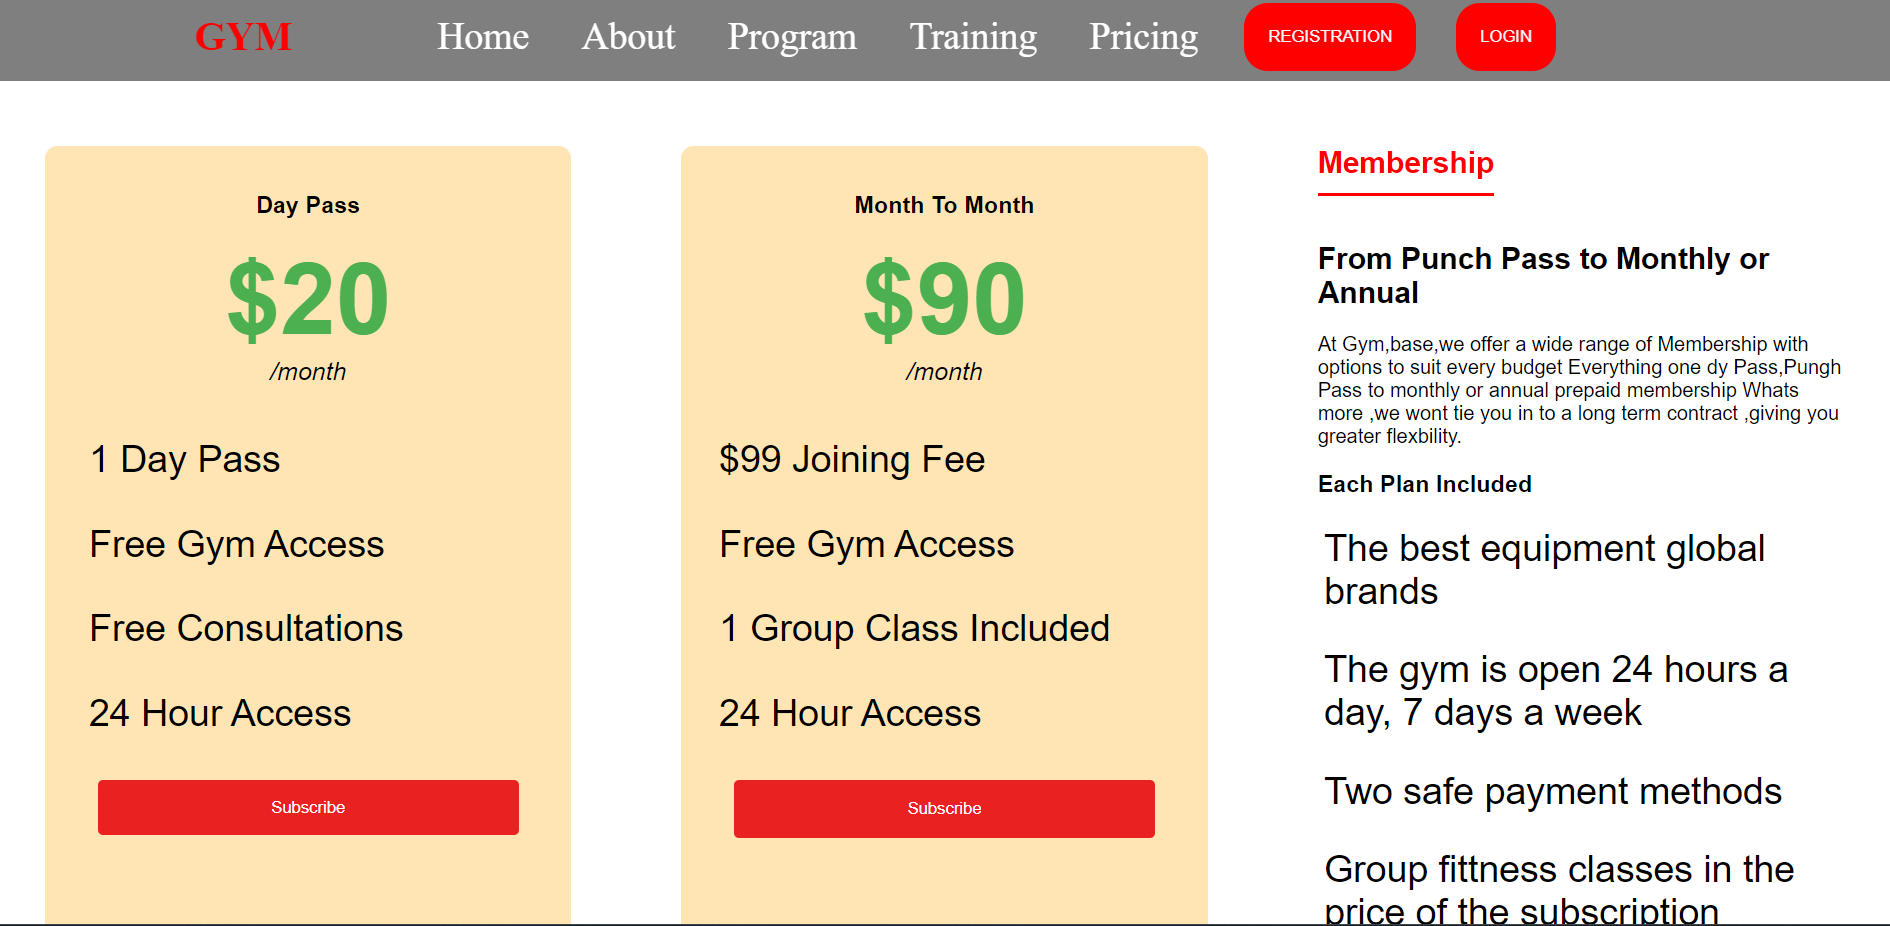 GYM Home About Program Training Pricing REGISTRATION LOGIN
Day Pass
$20
/month
1 Day Pass
Free Gym Access
Free Consultations
24 Hour Access
Subscribe
Month To Month
$90
/month
$99 Joining Fee
Free Gym Access
1 Group Class Included
24 Hour Access
Subscribe
Membership
From Punch Pass to Monthly or
Annual
At Gym,base,we offer a wide range of Membership with
options to suit every budget Everything one dy Pass,Pungh
Pass to monthly or annual prepaid membership Whats
more ,we wont tie you in to a long term contract ,giving you
greater flexbility.
Each Plan Included
The best equipment global
brands
The gym is open 24 hours a
day, 7 days a week
Two safe payment methods
Group fittness classes in the
price of the subscription